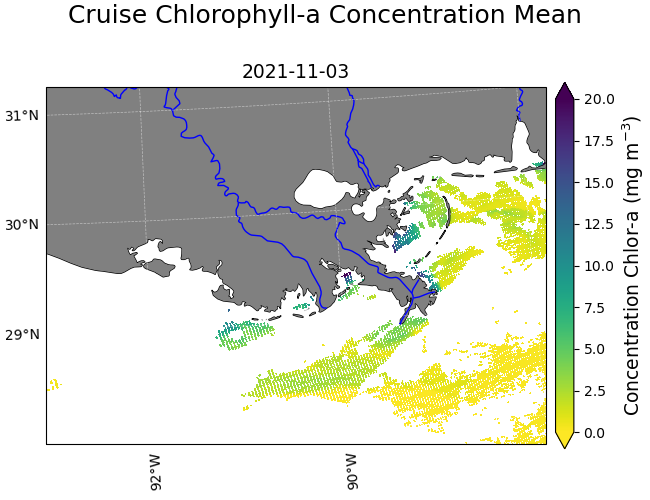 Cruise Chlorophyll-a Concentration Mean
2021-11-03
31°N
30°N
29°N
92°W
90°W
20.0
17.5
15.0
12.5
10.0
7.5
5.0
2.5
0.0
Concentration Chlor-a (mg m⁻³)